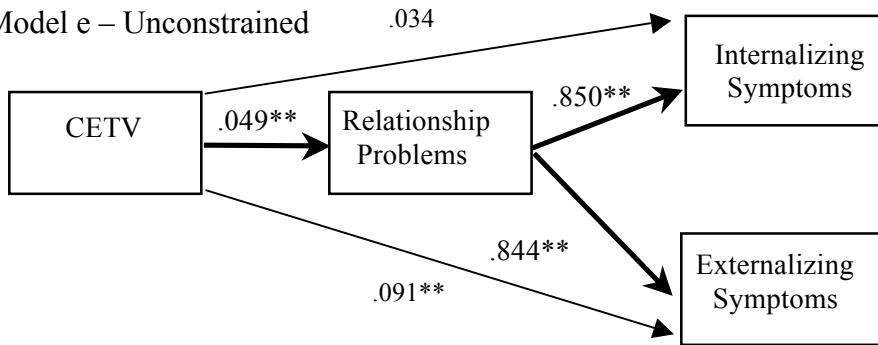 Model e – Unconstrained
.034
Internalizing
Symptoms
CETV
.049**
Relationship
Problems
.850**
.844**
.091**
Externalizing
Symptoms